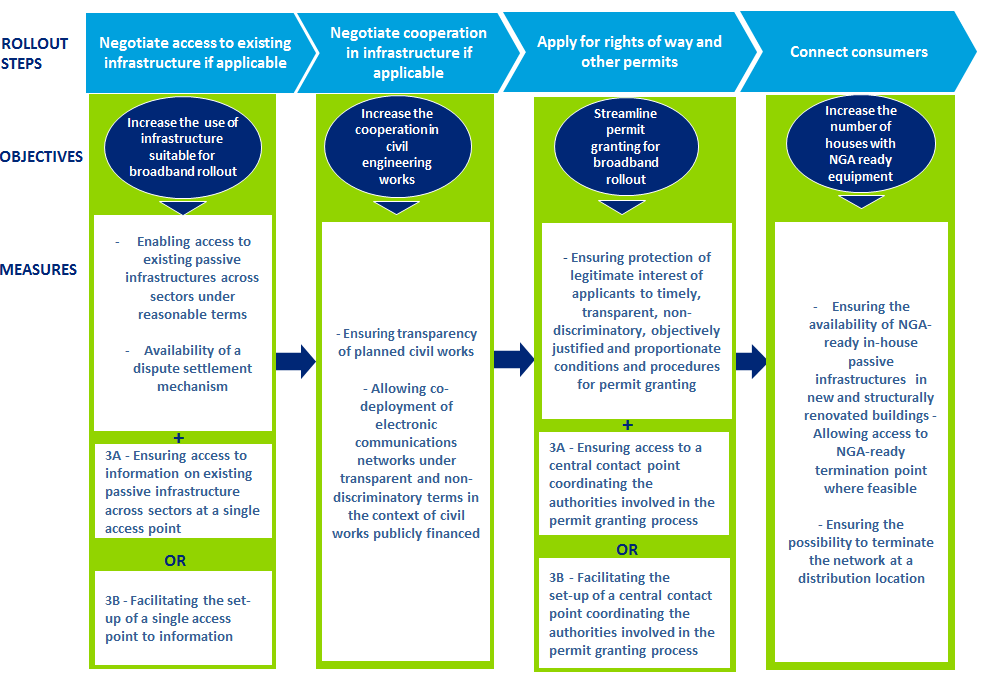 ROLLOUT
STEPS
Negotiate access to existing
infrastructure if applicable
Negotiate cooperation
in infrastructure if
applicable
Apply for rights of way and
other permits
Connect consumers
OBJECTIVES
Increase the use of
infrastructure
suitable for
broadband rollout
Increase the
cooperation in
civil
engineering
works
Streamline
permit
granting for
broadband
rollout
Increase the
number of
houses with
NGA ready
equipment
MEASURES
- Enabling access to
existing passive
infrastructures across
sectors under
reasonable terms
- Availability of a
dispute settlement
mechanism
+
3A - Ensuring access to
information on existing
passive infrastructure
across sectors at a single
access point
OR
3B - Facilitating the set-
up of a single access
point to information
- Ensuring transparency
of planned civil works
- Allowing co-
deployment of
electronic
communications
networks under
transparent and non-
discriminatory terms in
the context of civil
works publicly financed
- Ensuring protection of
legitimate interest of
applicants to timely,
transparent, non-
discriminatory, objectively
justified and proportionate
conditions and procedures
for permit granting
+
3A - Ensuring access to a
central contact point
coordinating the
authorities involved in the
permit granting process
OR
3B - Facilitating the
set-up of a central contact
point coordinating the
authorities involved in the
permit granting process
- Ensuring the
availability of NGA-
ready in-house
passive
infrastructures in
new and structurally
renovated buildings -
Allowing access to
NGA-ready
termination point
where feasible
- Ensuring the
possibility to terminate
the network at a
distribution location